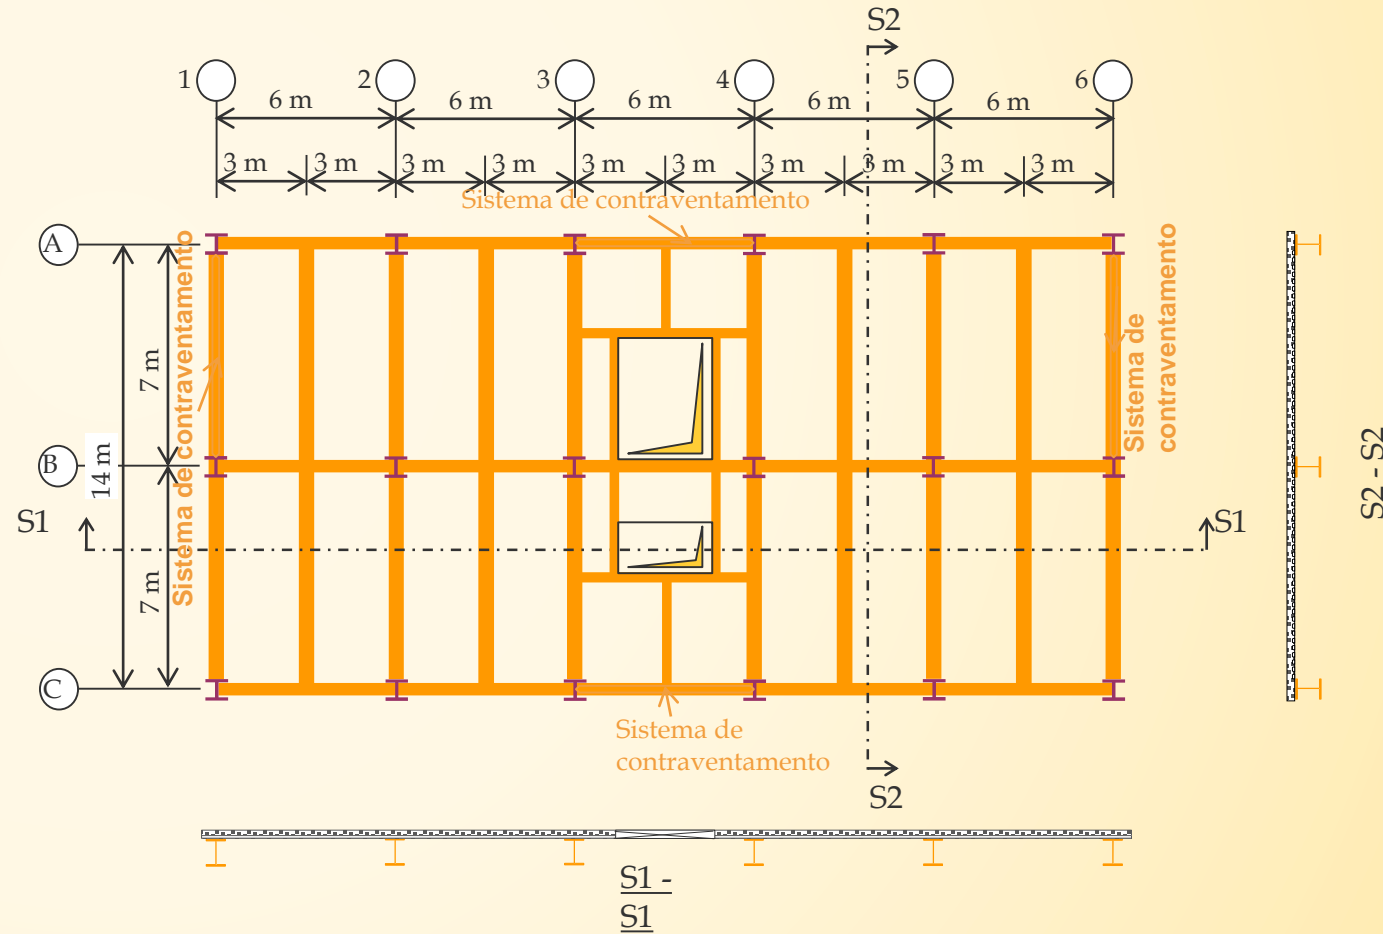 S2
1
2
3
4
5
6
6 m
6 m
6 m
6 m
6 m
3 m
3 m
3 m
3 m
3 m
3 m
3 m
3 m
3 m
3 m
Sistema de contraventamento
A
B
C
14 m
7 m
7 m
Sistema de contraventamento
Sistema de
contraventamento
S1
S1
Sistema de
contraventamento
S2
S2 - S2
S1 -
S1